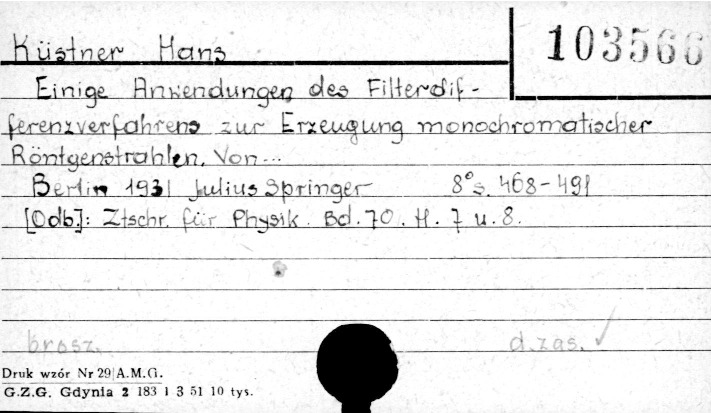 103566
Küstner Hans
Einige Anwendungen des Filterdif-
ferenzverfahrens zur Erzeugung monochromatischer
Röntgenstrahlen. Von...
Berlin 1931 Julius Springer 8° s. 468-491
[Odb.]: Ztschr. für Physik. Bd. 70. H. 7 u. 8.
brosz. d. zas. ✓
Druk wzór Nr 29 A.M.G.
G.Z.G. Gdynia 2 183 1 3 51 10 tys.